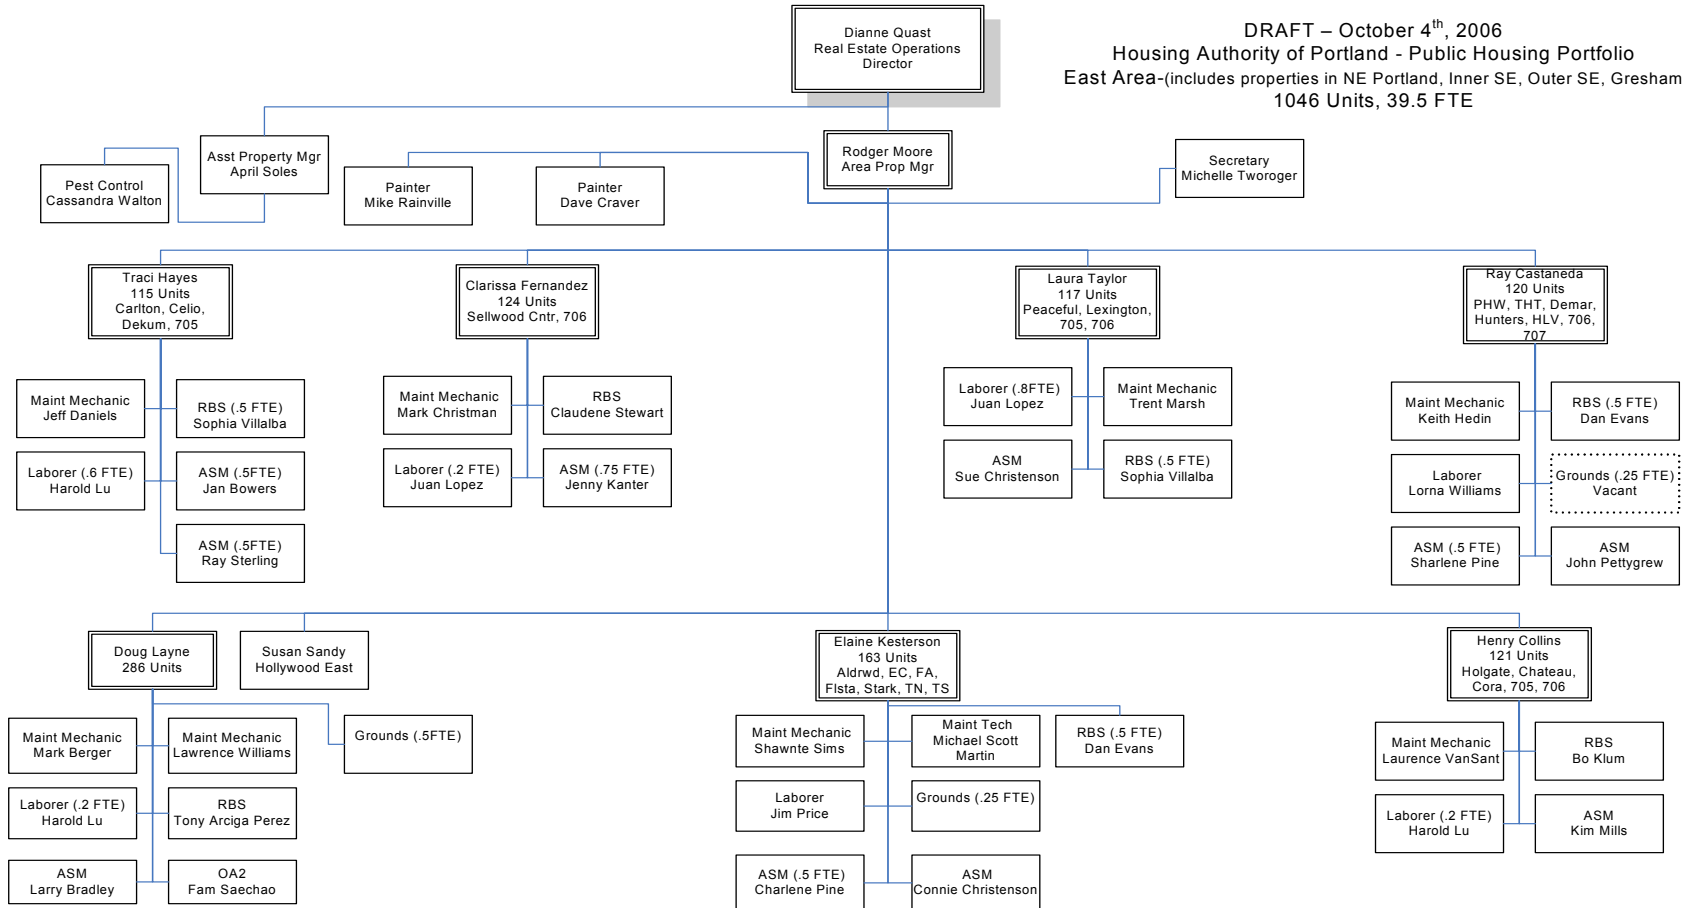 Dianne Quast
Real Estate Operations
Director
DRAFT – October 4th, 2006
Housing Authority of Portland - Public Housing Portfolio
East Area-(includes properties in NE Portland, Inner SE, Outer SE, Gresham
1046 Units, 39.5 FTE
Asst Property Mgr
April Soles
Pest Control
Cassandra Walton
Painter
Mike Rainville
Painter
Dave Craver
Rodger Moore
Area Prop Mgr
Secretary
Michelle Tworoger
Traci Hayes
115 Units
Carlton, Celio,
Dekum, 705
Clarissa Fernandez
124 Units
Sellwood Cntr, 706
Laura Taylor
117 Units
Peaceful, Lexington,
705, 706
Ray Castaneda
120 Units
PHW, THT, Demar,
Hunters, HLV, 706,
707
Maint Mechanic
Jeff Daniels
RBS (.5 FTE)
Sophia Villalba
Laborer (.6 FTE)
Harold Lu
ASM (.5FTE)
Jan Bowers
ASM (.5FTE)
Ray Sterling
Maint Mechanic
Mark Christman
RBS
Claudene Stewart
Laborer (.2 FTE)
Juan Lopez
ASM (.75 FTE)
Jenny Kanter
Laborer (.8FTE)
Juan Lopez
Maint Mechanic
Trent Marsh
ASM
Sue Christenson
RBS (.5 FTE)
Sophia Villalba
Maint Mechanic
Keith Hedin
RBS (.5 FTE)
Dan Evans
Laborer
Lorna Williams
Grounds (.25 FTE)
Vacant
ASM (.5 FTE)
Sharlene Pine
ASM
John Pettygrew
Doug Layne
286 Units
Susan Sandy
Hollywood East
Elaine Kesterson
163 Units
Aldrwd, EC, FA,
Flsta, Stark, TN, TS
Henry Collins
121 Units
Holgate, Chateau,
Cora, 705, 706
Maint Mechanic
Mark Berger
Maint Mechanic
Lawrence Williams
Grounds (.5FTE)
Laborer (.2 FTE)
Harold Lu
RBS
Tony Arciga Perez
ASM
Larry Bradley
OA2
Fam Saechao
Maint Mechanic
Shawnte Sims
Maint Tech
Michael Scott
Martin
RBS (.5 FTE)
Dan Evans
Laborer
Jim Price
Grounds (.25 FTE)
ASM (.5 FTE)
Charlene Pine
ASM
Connie Christenson
Maint Mechanic
Laurence VanSant
RBS
Bo Klum
Laborer (.2 FTE)
Harold Lu
ASM
Kim Mills